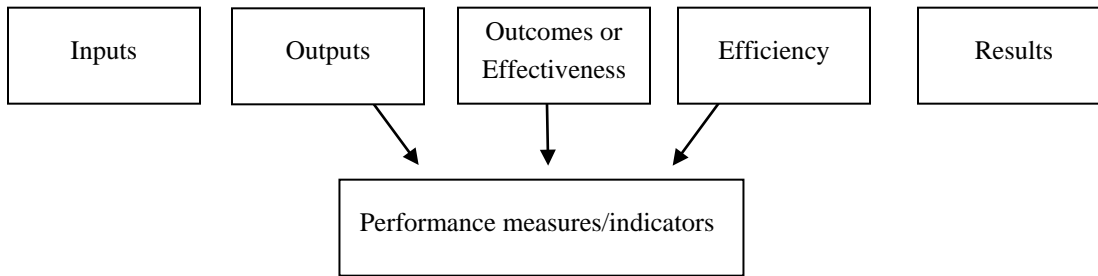 Inputs
Outputs
Outcomes or
Effectiveness
Efficiency
Results
Performance measures/indicators